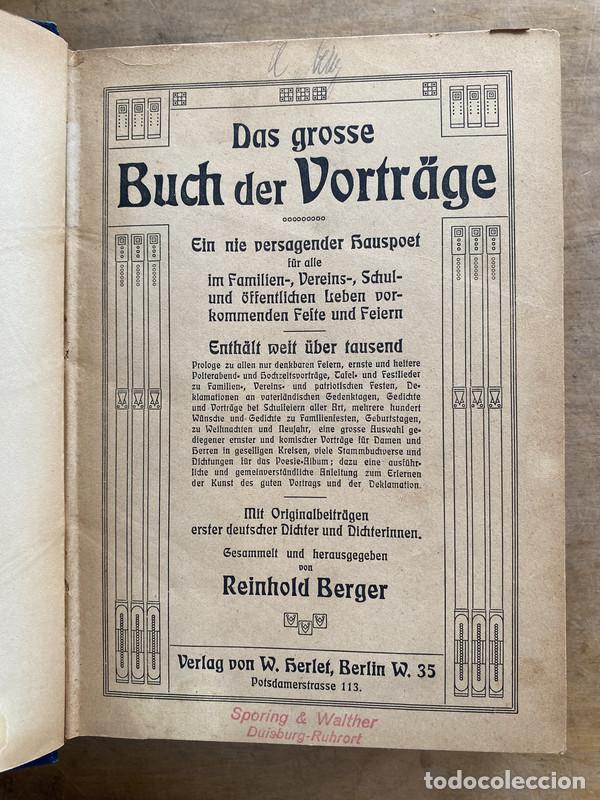 Das grosse
Buch der Vorträge
Ein nie versagender Hauspoet
für alle
im Familien-, Vereins-, Schul-
und öffentlichen Leben vor-
kommenden Feste und Feiern
Enthält weit über tausend
Prologe zu allen nur denkbaren Feiern, ernste und heitere
Polterabend- und Hochzeitsvorträge, Tafel- und Festlieder
zu Familien-, Vereins- und patriotischen Festen, De-
klamationen an vaterländischen Gedenktagen, Gedichte
und Vorträge bei Schulfeiern aller Art, mehrere hundert
Wünsche und Gedichte zu Familienfesten, Geburtstagen,
zu Weihnachten und Neujahr, eine grosse Auswahl ge-
diegener ernster und komischer Vorträge für Damen und
Herren in geselligen Kreisen, viele Stammbuchverse und
Dichtungen für das Poesie-Album; dazu eine ausführ-
liche und gemeinverständliche Anleitung zum Erlernen
der Kunst des guten Vortrags und der Deklamation.
Mit Originalbeiträgen
erster deutscher Dichter und Dichterinnen.
Gesammelt und herausgegeben
von
Reinhold Berger
Verlag von W. Herlet, Berlin W. 35
Potsdamerstrasse 113.
Sporing & Walther
Duisburg-Ruhrort
todocoleccion.net